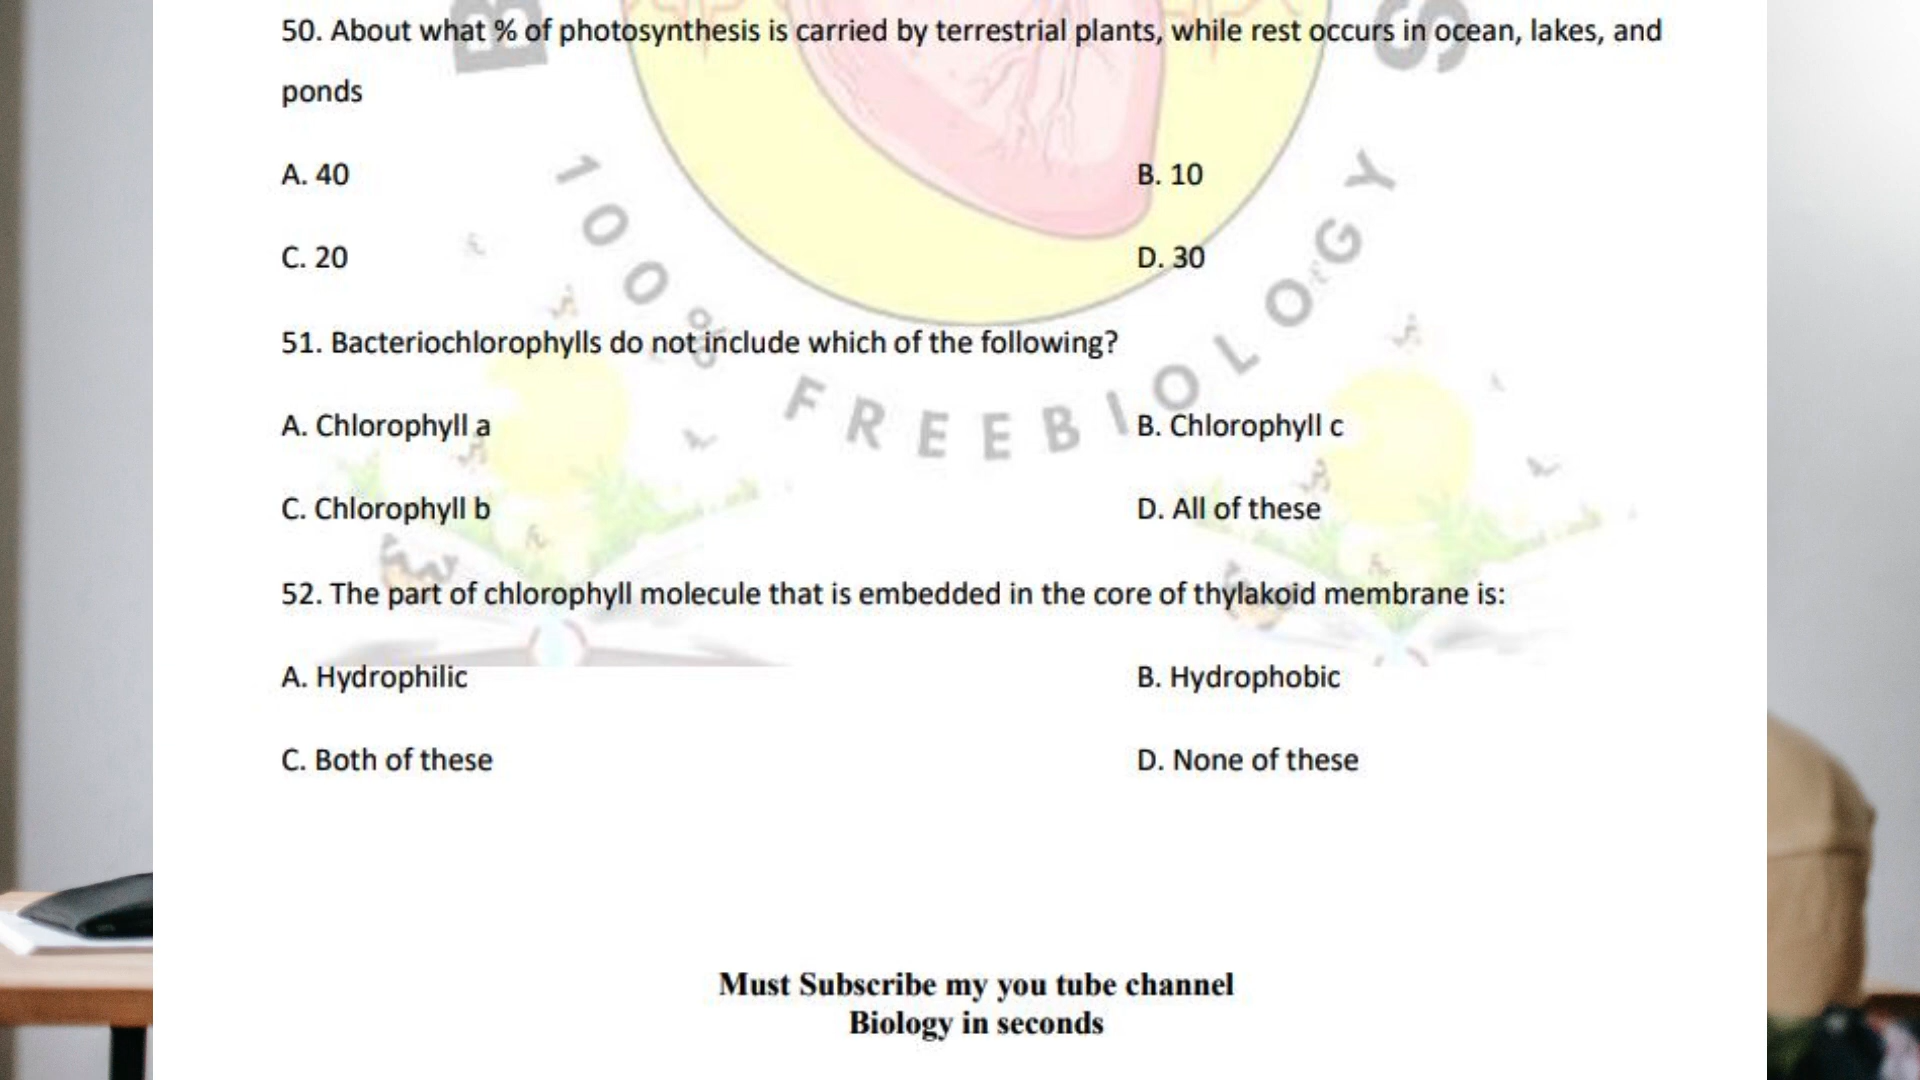 50. About what % of photosynthesis is carried by terrestrial plants, while rest occurs in ocean, lakes, and
ponds
A. 40
B. 10
C. 20
D. 30
51. Bacteriochlorophylls do not include which of the following?
A. Chlorophyll a
B. Chlorophyll c
C. Chlorophyll b
D. All of these
52. The part of chlorophyll molecule that is embedded in the core of thylakoid membrane is:
A. Hydrophilic
B. Hydrophobic
C. Both of these
D. None of these
100% FREEBIOLOGY
Must Subscribe my you tube channel
Biology in seconds